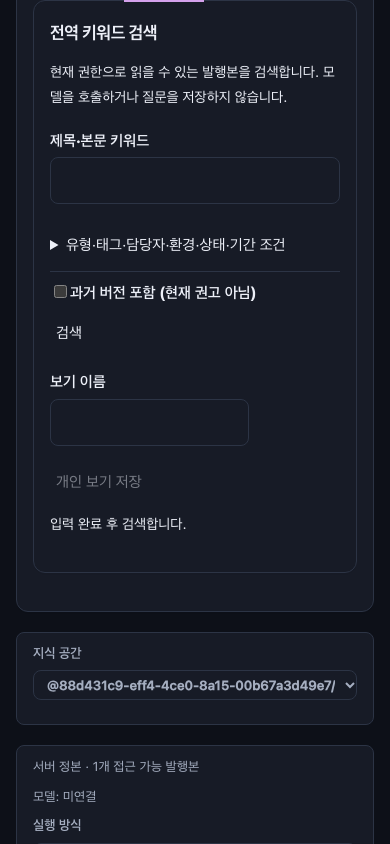 전역 키워드 검색
현재 권한으로 읽을 수 있는 발행본을 검색합니다. 모
델을 호출하거나 질문을 저장하지 않습니다.
제목·본문 키워드
▶ 유형·태그·담당자·환경·상태·기간 조건
과거 버전 포함 (현재 권고 아님)
검색
보기 이름
개인 보기 저장
입력 완료 후 검색합니다.
지식 공간
@88d431c9-eff4-4ce0-8a15-00b67a3d49e7/
서버 정본 · 1개 접근 가능 발행본
모델: 미연결
실행 방식